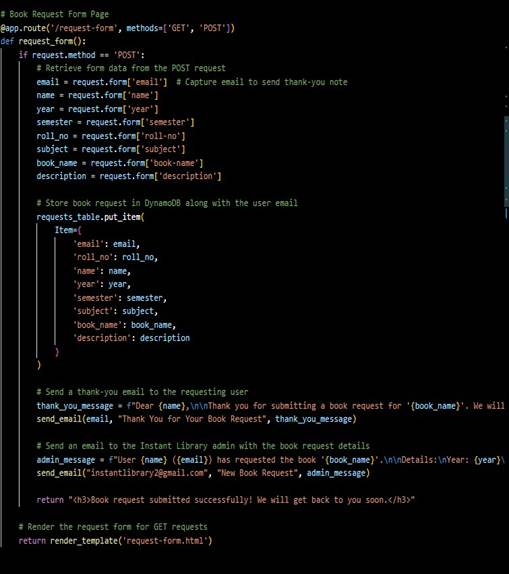 # Book Request Form Page
@app.route('/request-form', methods=['GET', 'POST'])
def request_form():
    if request.method == 'POST':
        # Retrieve form data from the POST request
        email = request.form['email']  # Capture email to send thank-you note
        name = request.form['name']
        year = request.form['year']
        semester = request.form['semester']
        roll_no = request.form['roll-no']
        subject = request.form['subject']
        book_name = request.form['book-name']
        description = request.form['description']

        # Store book request in DynamoDB along with the user email
        requests_table.put_item(
            Item={
                'email': email,
                'roll_no': roll_no,
                'name': name,
                'year': year,
                'semester': semester,
                'subject': subject,
                'book_name': book_name,
                'description': description
            }
        )

        # Send a thank-you email to the requesting user
        thank_you_message = f"Dear {name},\n\nThank you for submitting a book request for '{book_name}'. We will
        send_email(email, "Thank You for Your Book Request", thank_you_message)

        # Send an email to the Instant Library admin with the book request details
        admin_message = f"User {name} ({email}) has requested the book '{book_name}'.\n\nDetails:\nYear: {year}\
        send_email("instantlibrary2@gmail.com", "New Book Request", admin_message)

        return "<h3>Book request submitted successfully! We will get back to you soon.</h3>"

    # Render the request form for GET requests
    return render_template('request-form.html')